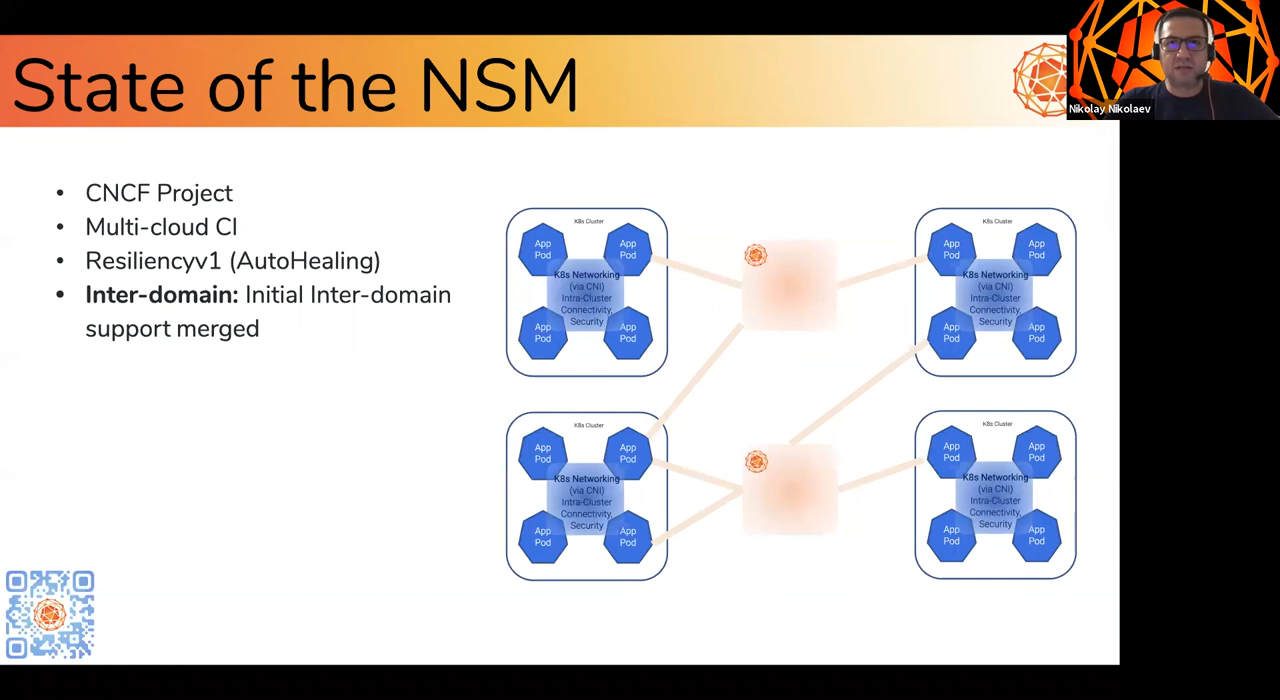 State of the NSM
Nikolay Nikolaev
• CNCF Project
• Multi-cloud CI
• Resiliencyv1 (AutoHealing)
• Inter-domain: Initial Inter-domain
support merged
K8s Cluster
App
Pod
App
Pod
K8s Networking
(via CNI)
Intra-Cluster
Connectivity,
Security
App
Pod
App
Pod
K8s Cluster
App
Pod
App
Pod
K8s Networking
(via CNI)
Intra-Cluster
Connectivity,
Security
App
Pod
App
Pod
K8s Cluster
App
Pod
App
Pod
K8s Networking
(via CNI)
Intra-Cluster
Connectivity,
Security
App
Pod
App
Pod
K8s Cluster
App
Pod
App
Pod
K8s Networking
(via CNI)
Intra-Cluster
Connectivity,
Security
App
Pod
App
Pod